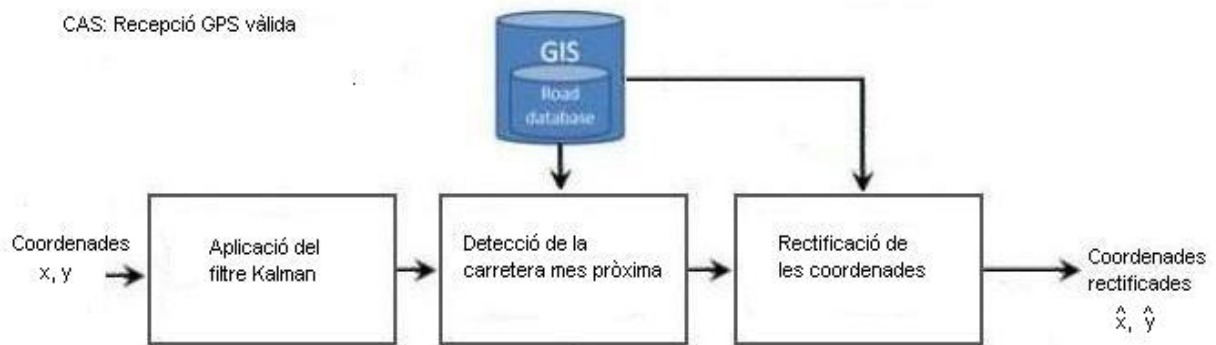 CAS: Recepció GPS vàlida
GIS
Road
database
Coordenades
x, y
Aplicació del
filtre Kalman
Detecció de la
carretera mes pròxima
Rectificació de
les coordenades
Coordenades
rectificades
x̂, ŷ